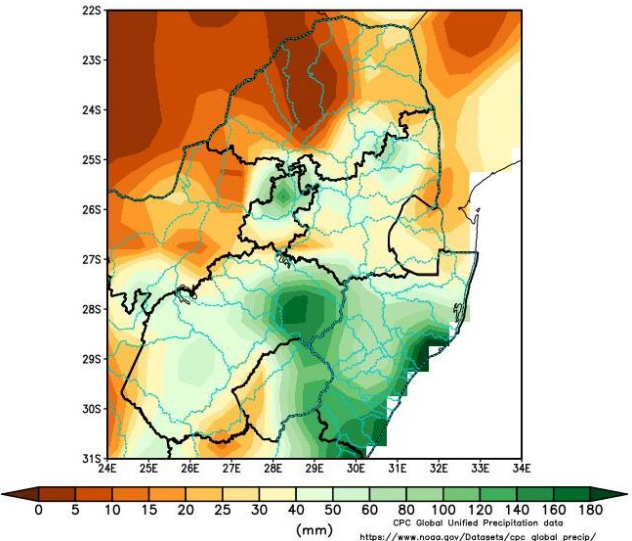 22S
23S
24S
25S
26S
27S
28S
29S
30S
31S
24E 25E 26E 27E 28E 29E 30E 31E 32E 33E 34E
0 5 10 15 20 25 30 40 50 60 80 100 120 140 160 180
(mm)
CPC Global Unified Precipitation data
https://www.noaa.gov/Datasets/cpc_global_precip/